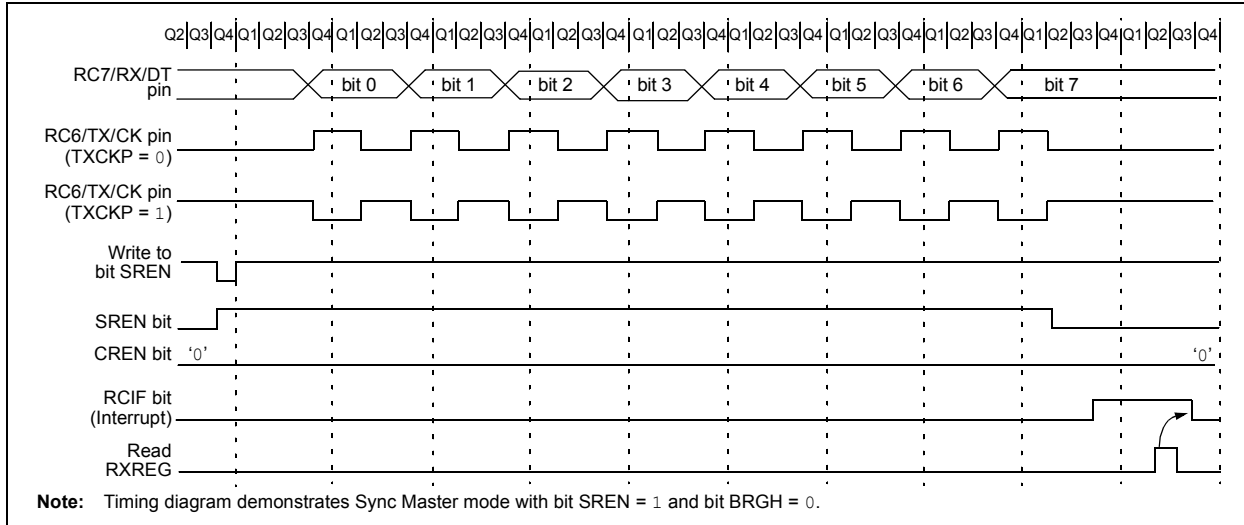 Q2 Q3 Q4 Q1 Q2 Q3 Q4 Q1 Q2 Q3 Q4 Q1 Q2 Q3 Q4 Q1 Q2 Q3 Q4 Q1 Q2 Q3 Q4 Q1 Q2 Q3 Q4 Q1 Q2 Q3 Q4 Q1 Q2 Q3 Q4 Q1 Q2 Q3 Q4 Q1 Q2 Q3 Q4
RC7/RX/DT
pin
bit 0 bit 1 bit 2 bit 3 bit 4 bit 5 bit 6 bit 7
RC6/TX/CK pin
(TXCKP = 0)
RC6/TX/CK pin
(TXCKP = 1)
Write to
bit SREN
SREN bit
CREN bit ‘0’ ‘0’
RCIF bit
(Interrupt)
Read
RXREG
Note: Timing diagram demonstrates Sync Master mode with bit SREN = 1 and bit BRGH = 0.